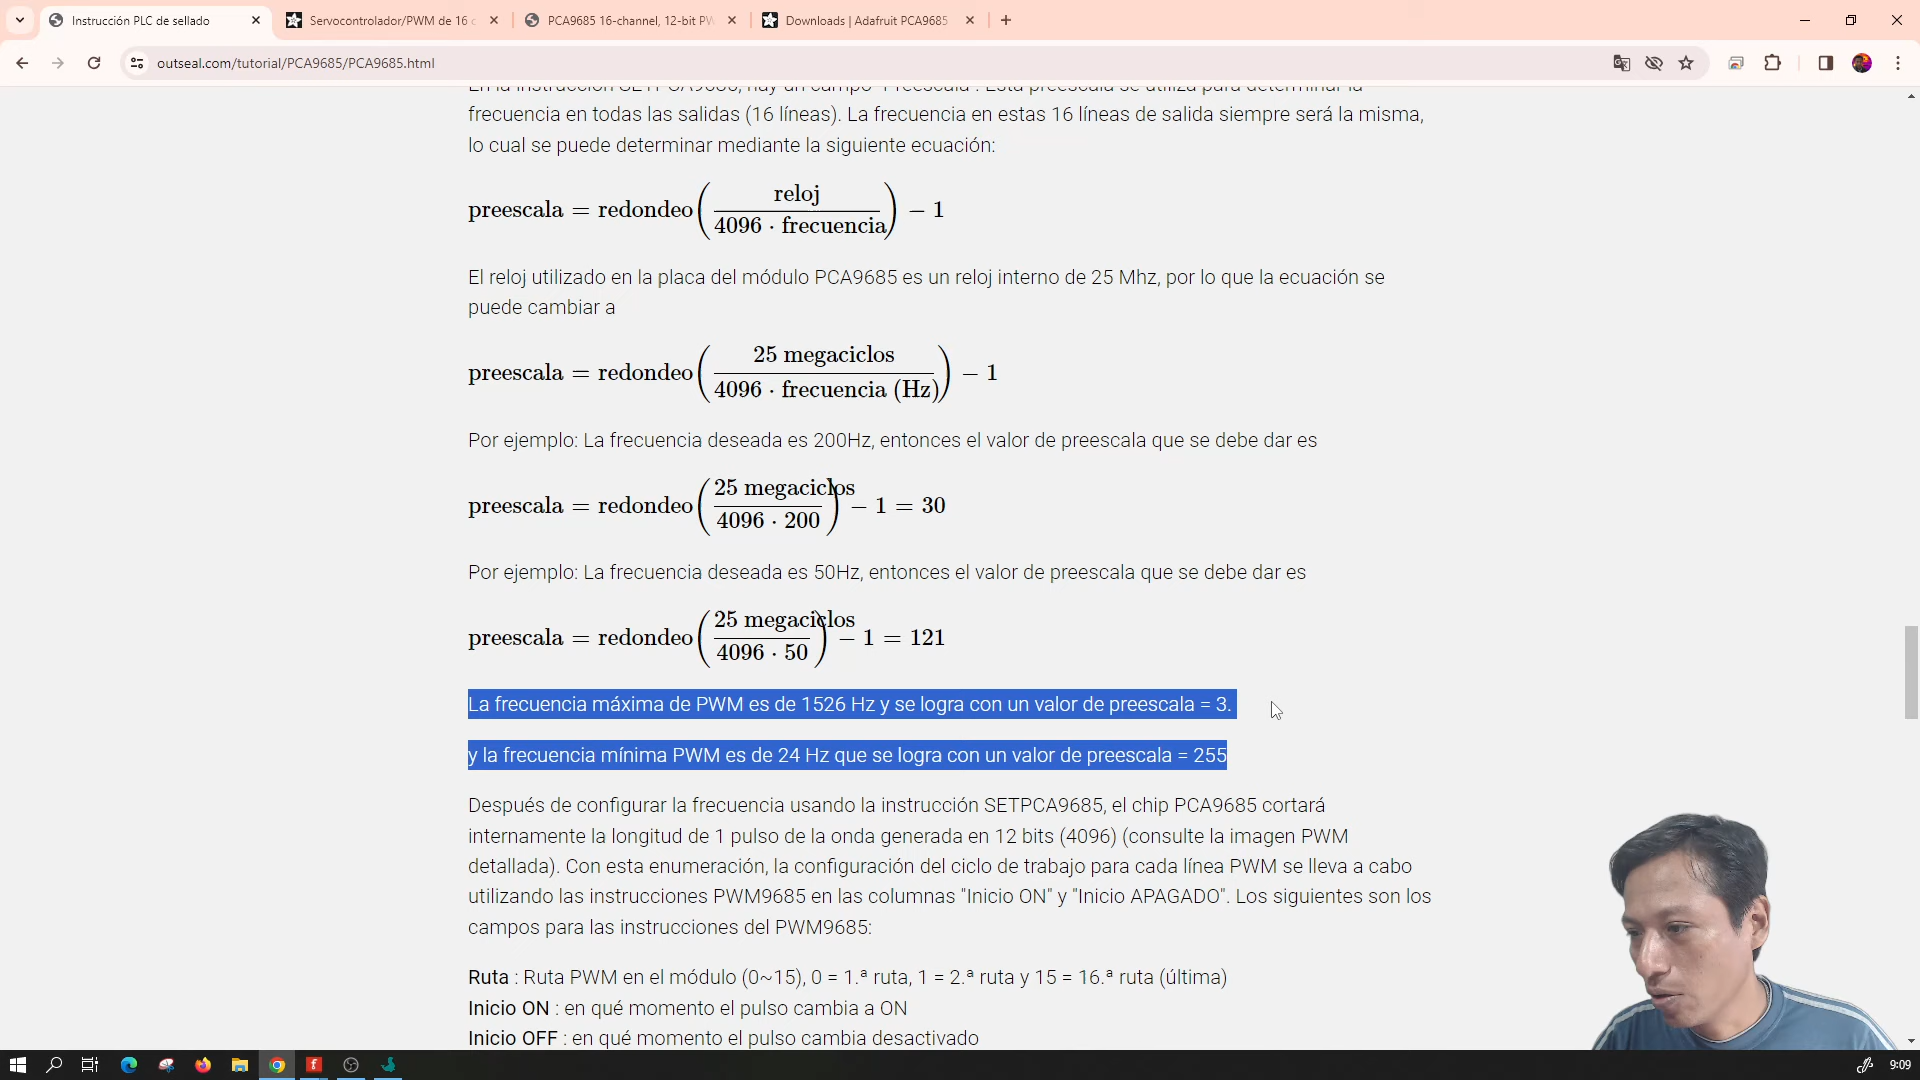 Instrucción PLC de sellado
Servocontrolador/PWM de 16 c
PCA9685 16-channel, 12-bit PW
Downloads | Adafruit PCA9685
outseal.com/tutorial/PCA9685/PCA9685.html
frecuencia en todas las salidas (16 líneas). La frecuencia en estas 16 líneas de salida siempre será la misma,
lo cual se puede determinar mediante la siguiente ecuación:
preescala = redondeo(reloj / 4096 · frecuencia) − 1
El reloj utilizado en la placa del módulo PCA9685 es un reloj interno de 25 Mhz, por lo que la ecuación se
puede cambiar a
preescala = redondeo(25 megaciclos / 4096 · frecuencia (Hz)) − 1
Por ejemplo: La frecuencia deseada es 200Hz, entonces el valor de preescala que se debe dar es
preescala = redondeo(25 megaciclos / 4096 · 200) − 1 = 30
Por ejemplo: La frecuencia deseada es 50Hz, entonces el valor de preescala que se debe dar es
preescala = redondeo(25 megaciclos / 4096 · 50) − 1 = 121
La frecuencia máxima de PWM es de 1526 Hz y se logra con un valor de preescala = 3.
y la frecuencia mínima PWM es de 24 Hz que se logra con un valor de preescala = 255
Después de configurar la frecuencia usando la instrucción SETPCA9685, el chip PCA9685 cortará
internamente la longitud de 1 pulso de la onda generada en 12 bits (4096) (consulte la imagen PWM
detallada). Con esta enumeración, la configuración del ciclo de trabajo para cada línea PWM se lleva a cabo
utilizando las instrucciones PWM9685 en las columnas "Inicio ON" y "Inicio APAGADO". Los siguientes son los
campos para las instrucciones del PWM9685:
Ruta : Ruta PWM en el módulo (0~15), 0 = 1.ª ruta, 1 = 2.ª ruta y 15 = 16.ª ruta (última)
Inicio ON : en qué momento el pulso cambia a ON
Inicio OFF : en qué momento el pulso cambia desactivado
9:09